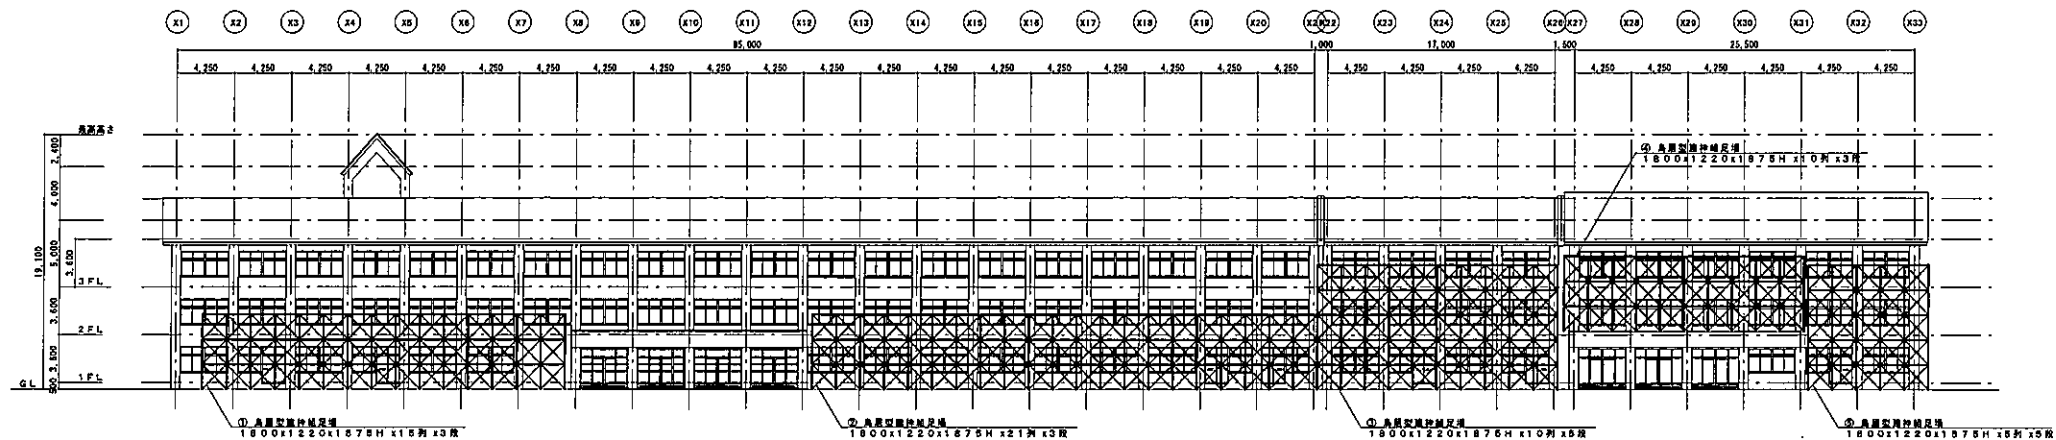 X1 X2 X3 X4 X5 X6 X7 X8 X9 X10 X11 X12 X13 X14 X15 X16 X17 X18 X19 X20 X22 X23 X24 X25 X26 X27 X28 X29 X30 X31 X32 X33
85,000 1,000 17,000 1,500 25,500
4,250 4,250 4,250 4,250 4,250 4,250 4,250 4,250 4,250 4,250 4,250 4,250 4,250 4,250 4,250 4,250 4,250 4,250 4,250 4,250 4,250 4,250 4,250 4,250 4,250 4,250 4,250 4,250 4,250 4,250
最高高さ
2,400
4,000
5,000
19,100
3,600
3FL
3,600
2FL
3,600
1FL
500
GL
④ 鳥居型建枠組足場
1800x1220x1875H x10列 x3段
① 鳥居型建枠組足場
1800x1220x1875H x15列 x3段
② 鳥居型建枠組足場
1800x1220x1875H x21列 x3段
③ 鳥居型建枠組足場
1800x1220x1875H x10列 x5段
⑤ 鳥居型建枠組足場
1800x1220x1875H x5列 x5段